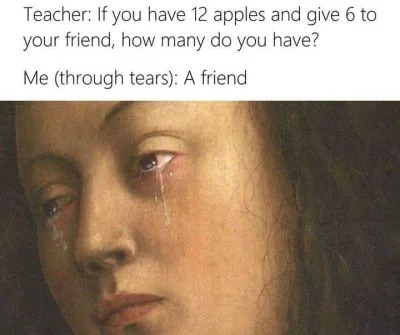 Teacher: If you have 12 apples and give 6 to
your friend, how many do you have?
Me (through tears): A friend